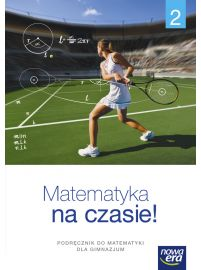 2
Matematyka
na czasie!
PODRĘCZNIK DO MATEMATYKI
DLA GIMNAZJUM
nowa
era